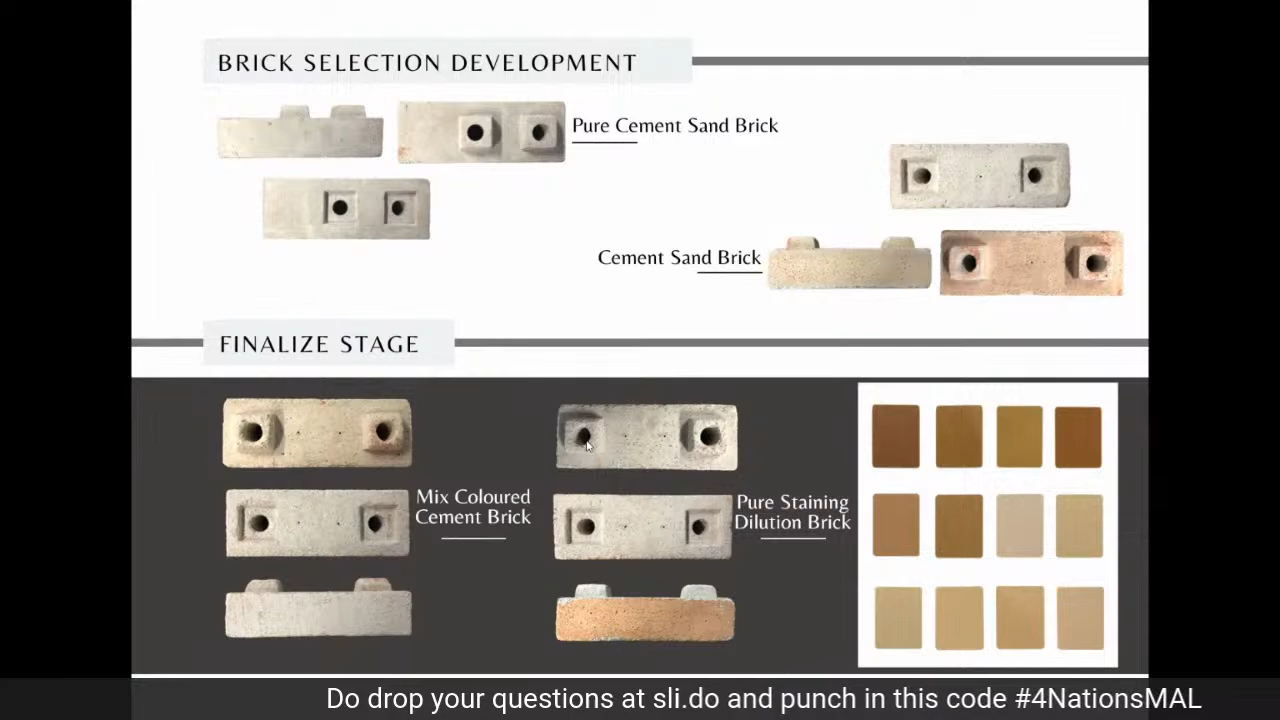 BRICK SELECTION DEVELOPMENT
Pure Cement Sand Brick
Cement Sand Brick
FINALIZE STAGE
Mix Coloured
Cement Brick
Pure Staining
Dilution Brick
Do drop your questions at sli.do and punch in this code #4NationsMAL